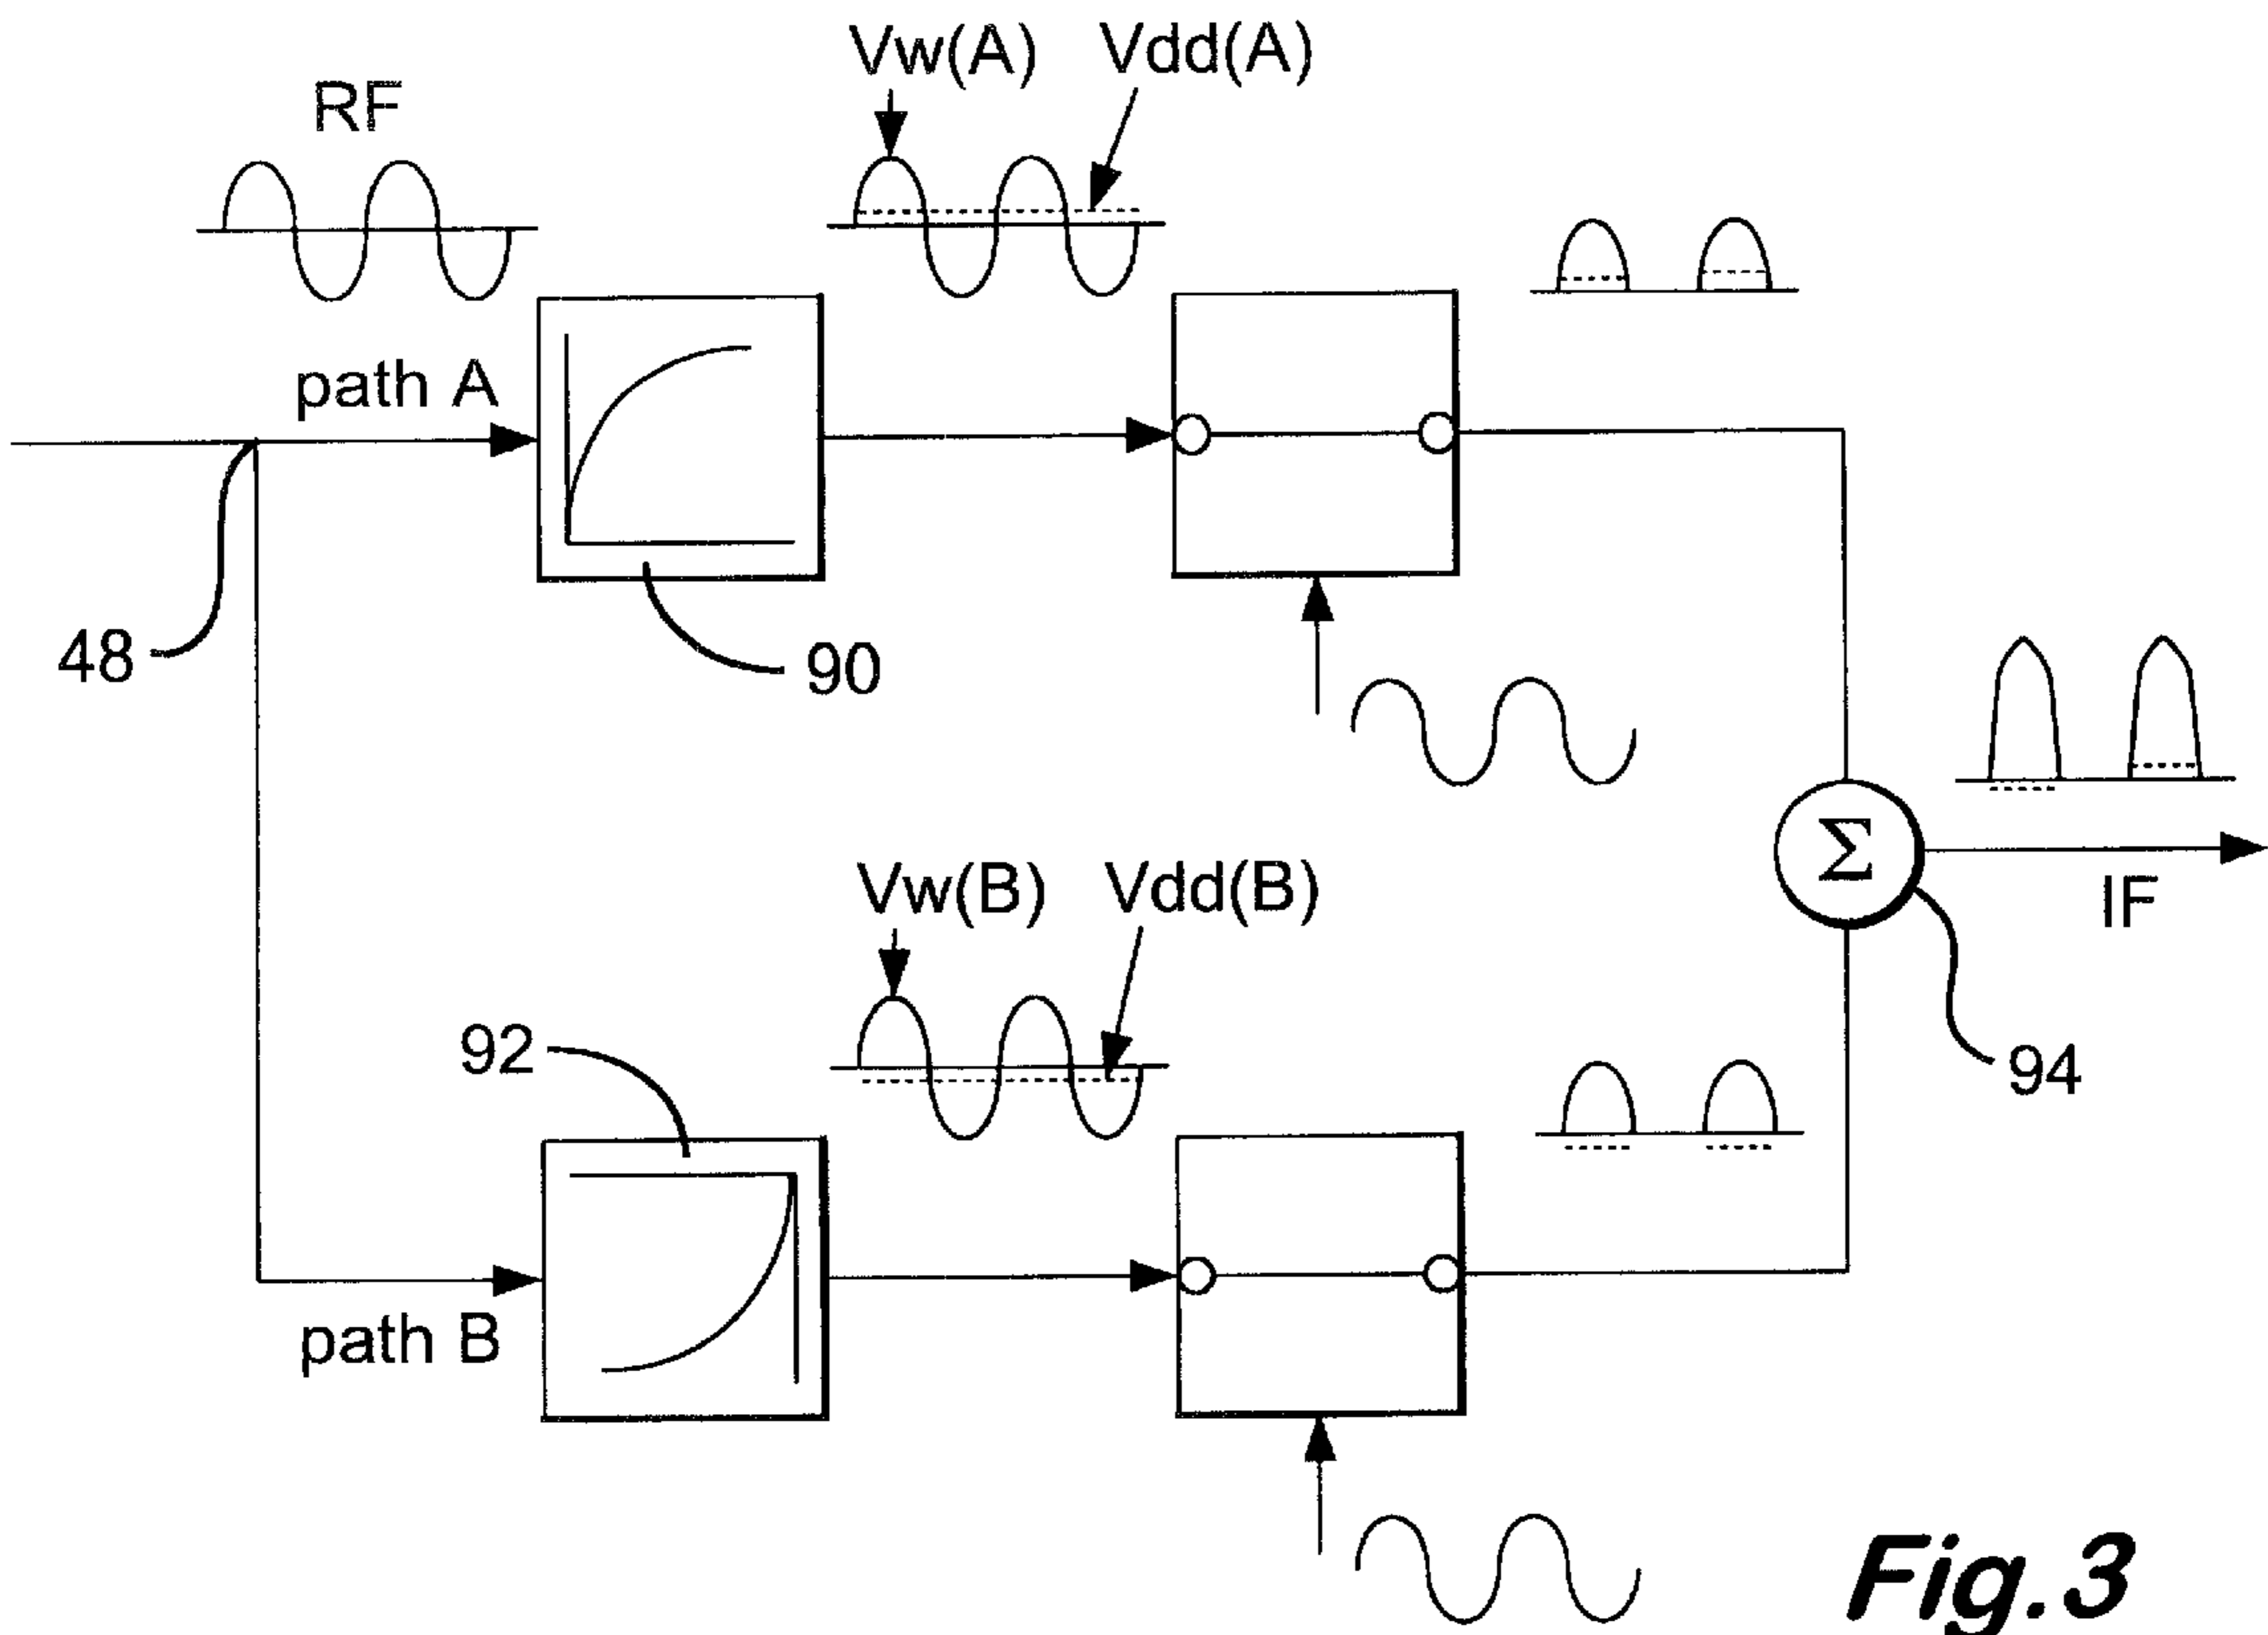 Vw(A) Vdd(A)
RF
path A
48
90
Σ
IF
Vw(B) Vdd(B)
92
94
path B
Fig.3